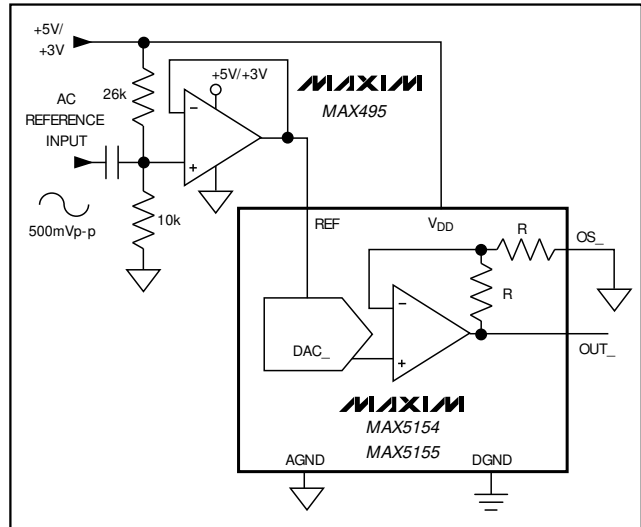 +5V/
+3V
26k
+5V/+3V
MAXIM
MAX495
AC
REFERENCE
INPUT
−
+
10k
500mVp-p
REF
VDD
R
OS_
R
−
+
DAC_
OUT_
MAXIM
MAX5154
MAX5155
AGND
DGND